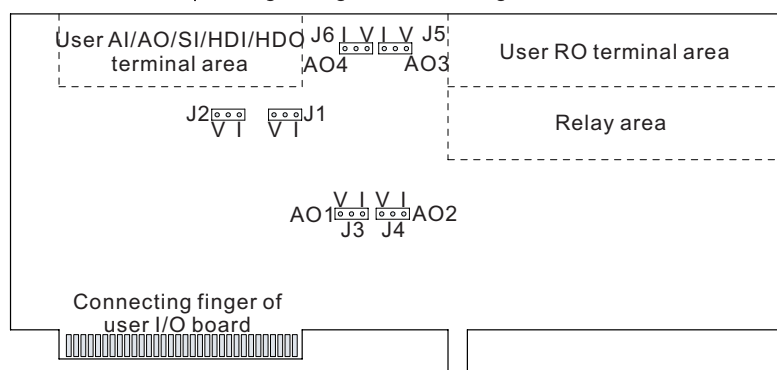 User AI/AO/SI/HDI/HDO
terminal area
J6 I V I V J5
AO4 AO3
User RO terminal area
Relay area
J2 J1
V I V I
V I V I
AO1 AO2
J3 J4
Connecting finger of
user I/O board